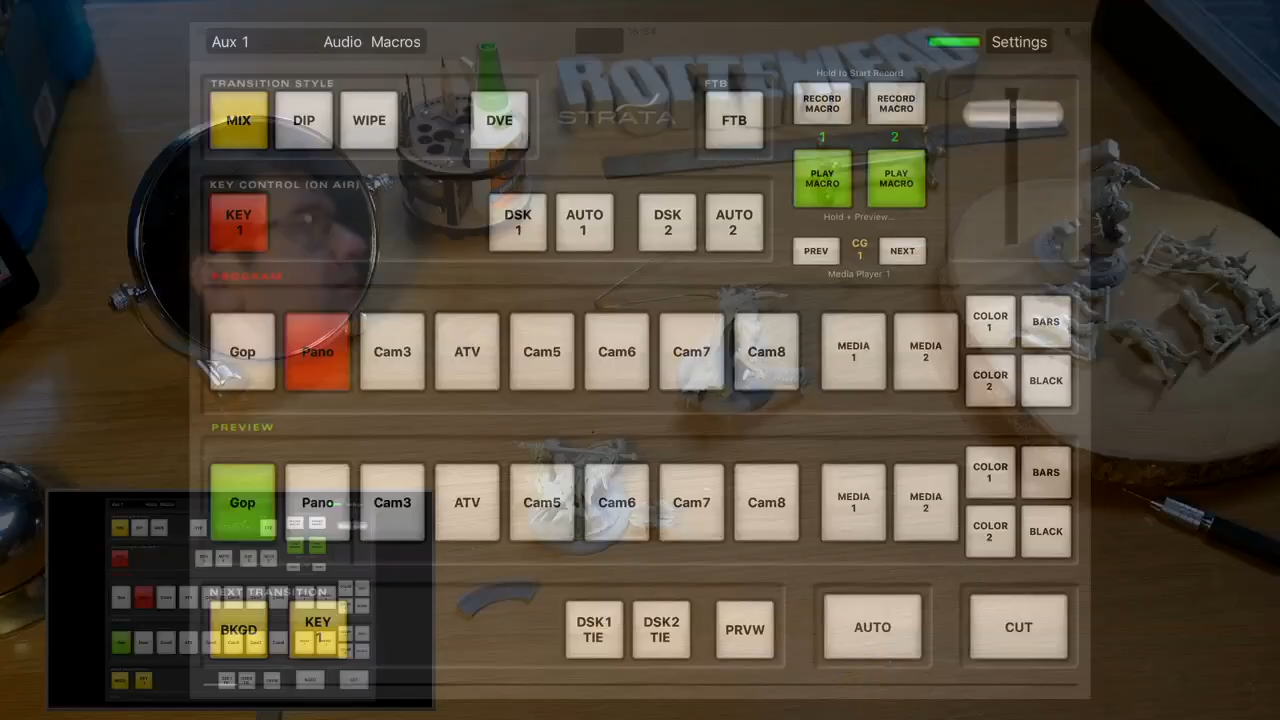 Aux 1 Audio Macros Settings
ROTTENHEAD
STRATA
TRANSITION STYLE
MIX DIP WIPE DVE
FTB
FTB
Hold to Start Record
RECORD MACRO
RECORD MACRO
1 2
PLAY MACRO
PLAY MACRO
Hold + Preview...
KEY CONTROL (ON AIR)
KEY 1
DSK 1
AUTO 1
DSK 2
AUTO 2
PREV
CG 1
NEXT
Media Player 1
PROGRAM
Gop Pano Cam3 ATV Cam5 Cam6 Cam7 Cam8
MEDIA 1
MEDIA 2
COLOR 1
BARS
COLOR 2
BLACK
PREVIEW
Gop Pano Cam3 ATV Cam5 Cam6 Cam7 Cam8
MEDIA 1
MEDIA 2
COLOR 1
BARS
COLOR 2
BLACK
NEXT TRANSITION
BKGD
KEY 1
DSK1 TIE
DSK2 TIE
PRVW
AUTO
CUT